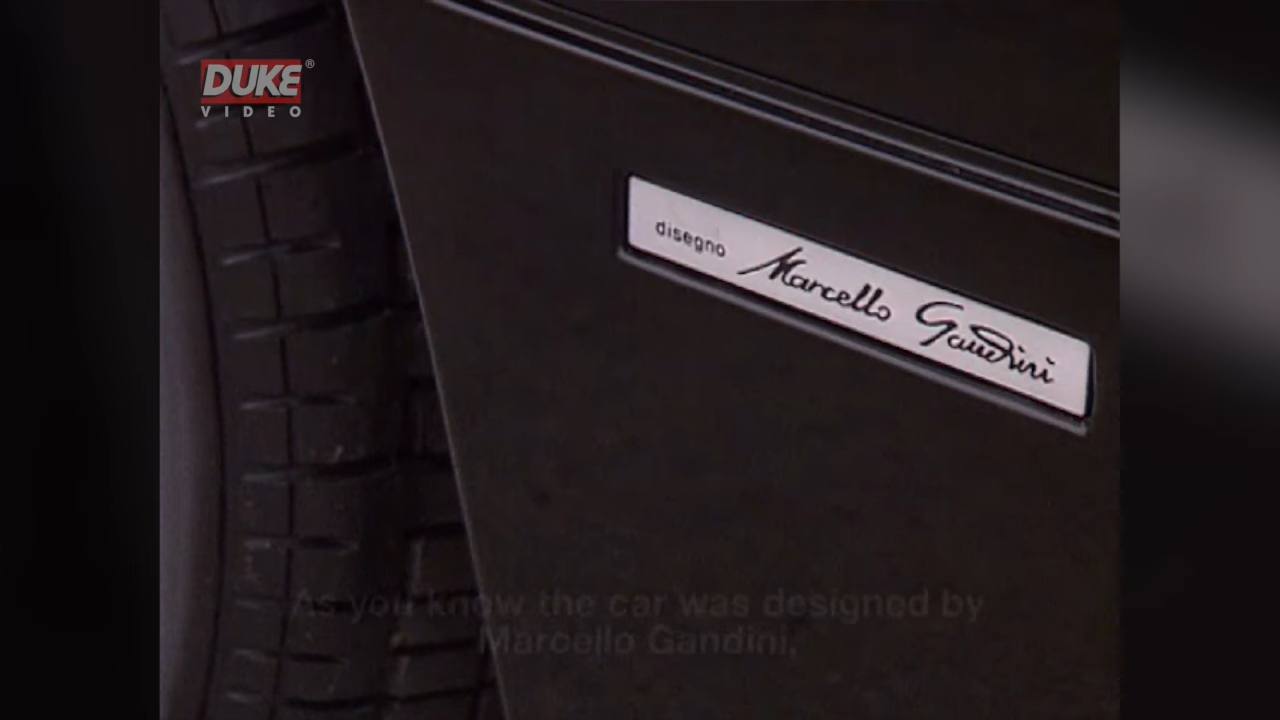 DUKE®
VIDEO
disegno Marcello Gandini
As you know the car was designed by
Marcello Gandini,